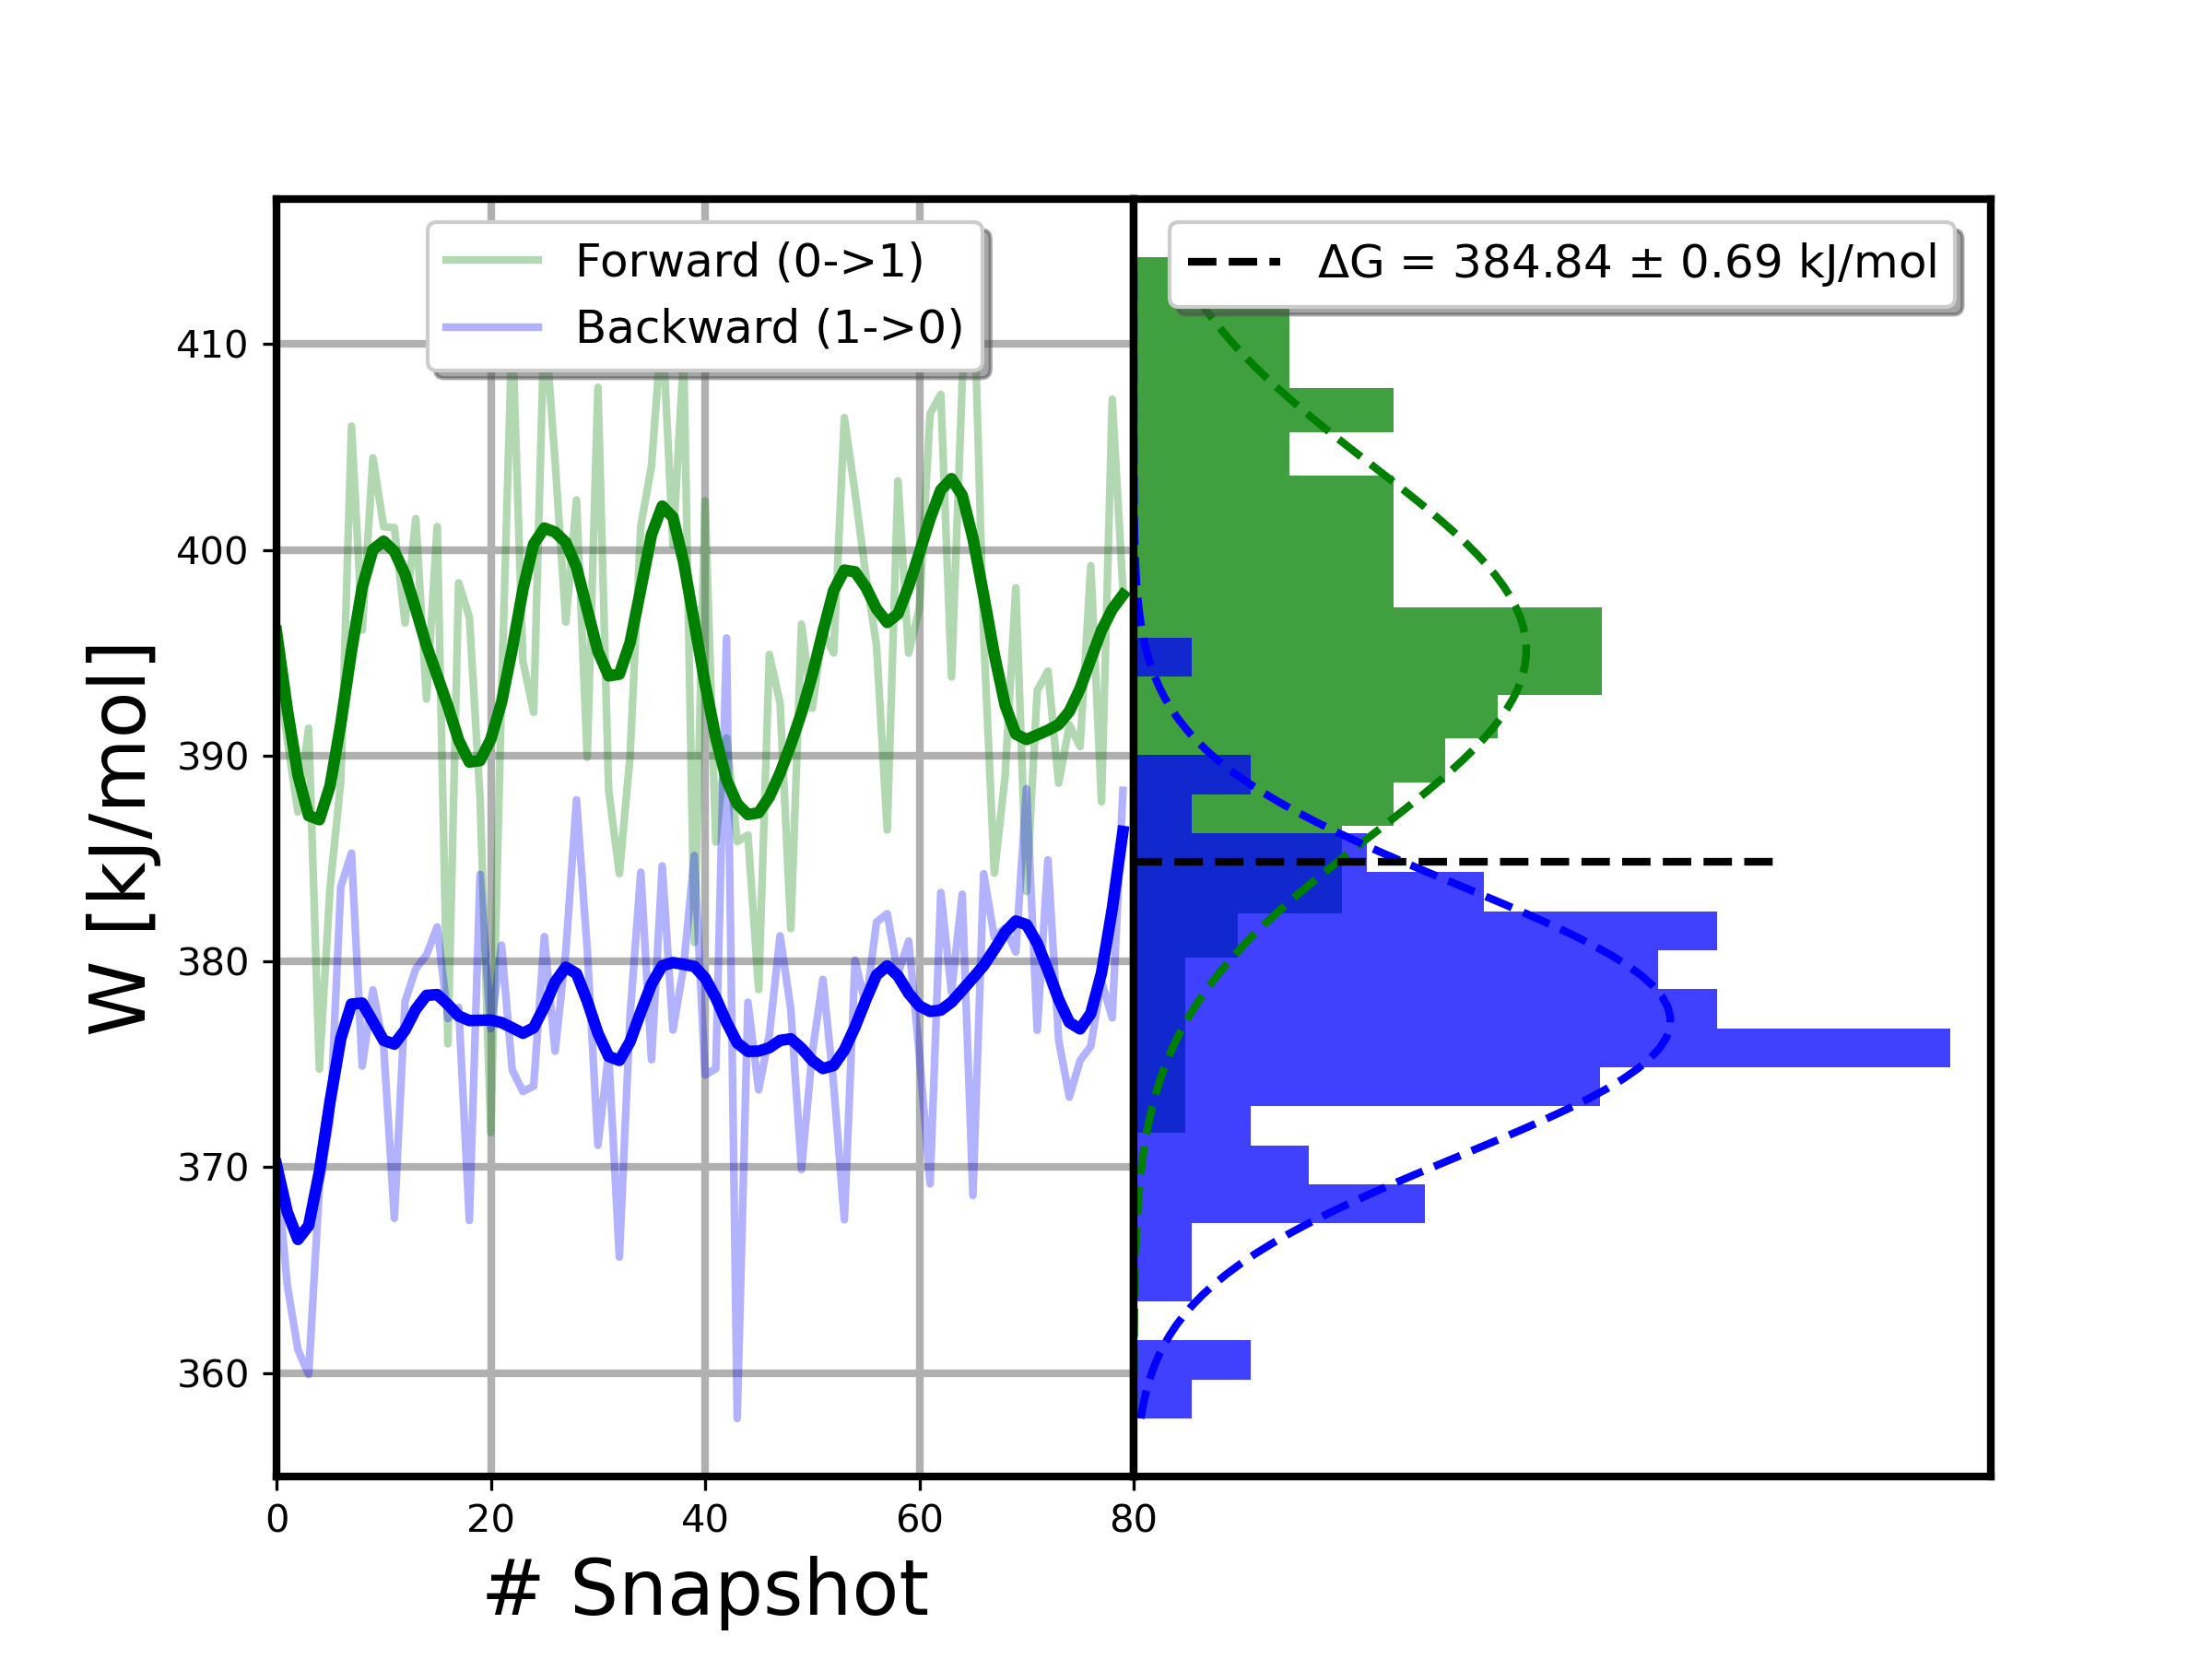 Forward (0->1)
Backward (1->0)
ΔG = 384.84 ± 0.69 kJ/mol
W [kJ/mol]
410
400
390
380
370
360
0 20 40 60 80
# Snapshot